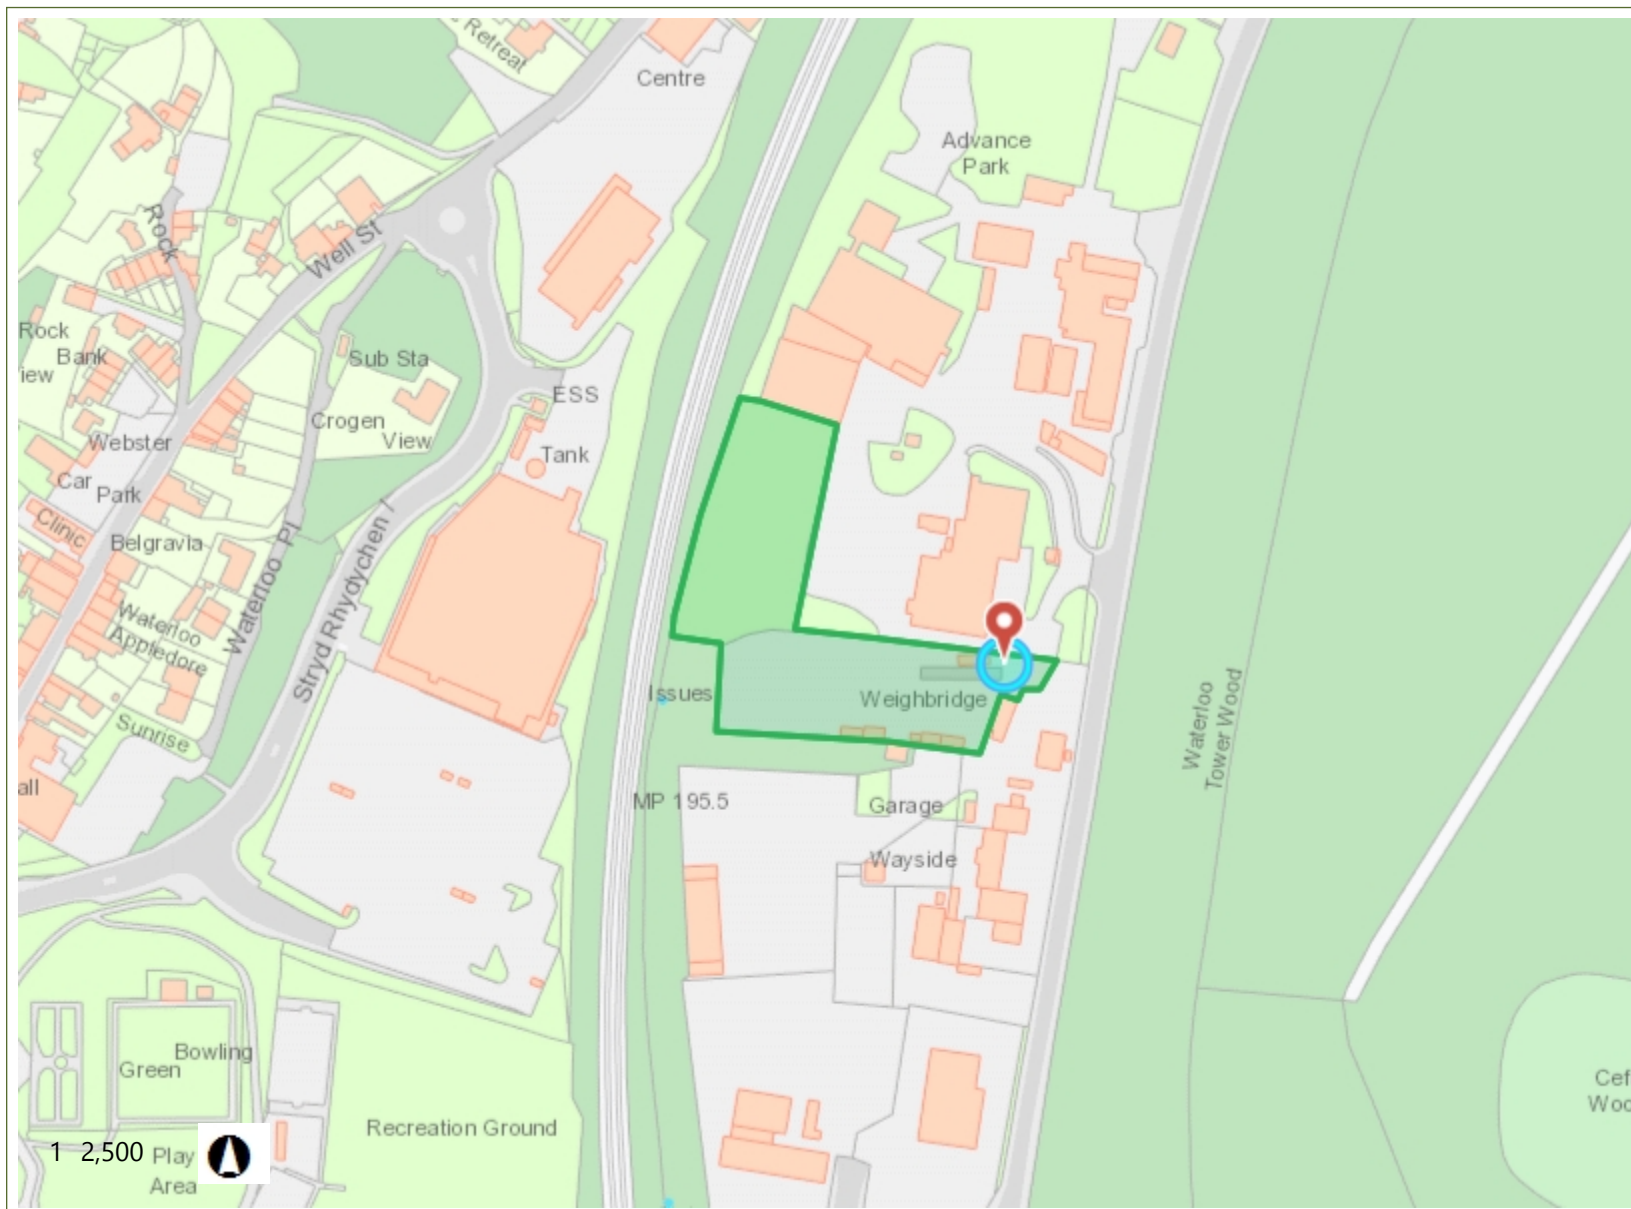 Retreat
Centre
Advance
Park
Rock
Well St
Rock
Bank
iew
Sub Sta
ESS
Crogen
View
Webster
Tank
Car Park
Clinic
Belgravia
Waterloo Pl
Stryd Rhydychen /
Waterloo
Appledore
Issues
Weighbridge
Sunrise
Waterloo
Tower Wood
all
MP 195.5
Garage
Wayside
Bowling
Green
Cef
Woo
Recreation Ground
1 2,500
Play
Area